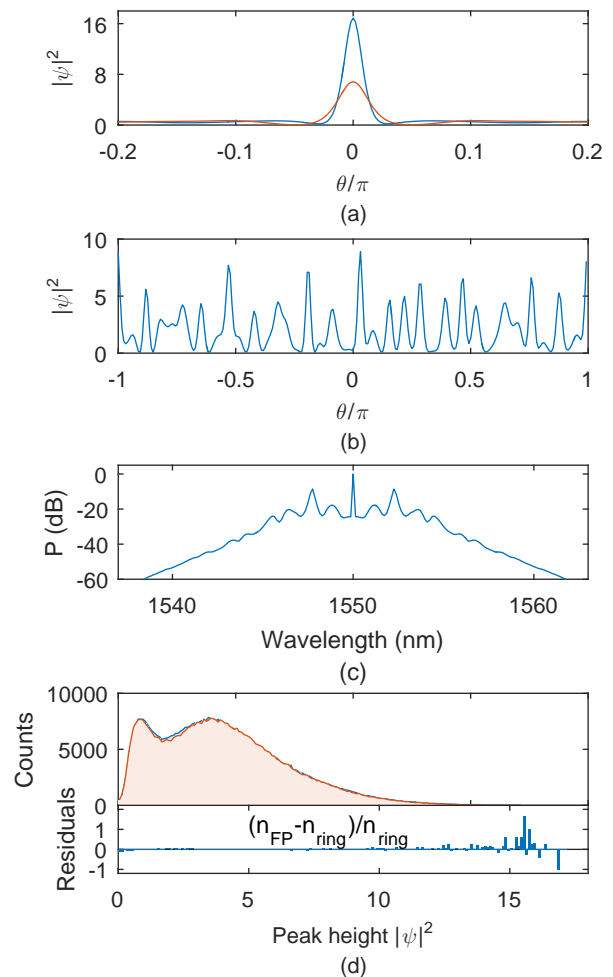 16
8
0
|ψ|²
-0.2 -0.1 0 0.1 0.2
θ/π
(a)
10
5
0
|ψ|²
-1 -0.5 0 0.5 1
θ/π
(b)
0
-20
-40
-60
P (dB)
1540 1550 1560
Wavelength (nm)
(c)
10000
5000
0
Counts
(n_FP-n_ring)/n_ring
1
0
-1
Residuals
0 5 10 15
Peak height |ψ|²
(d)